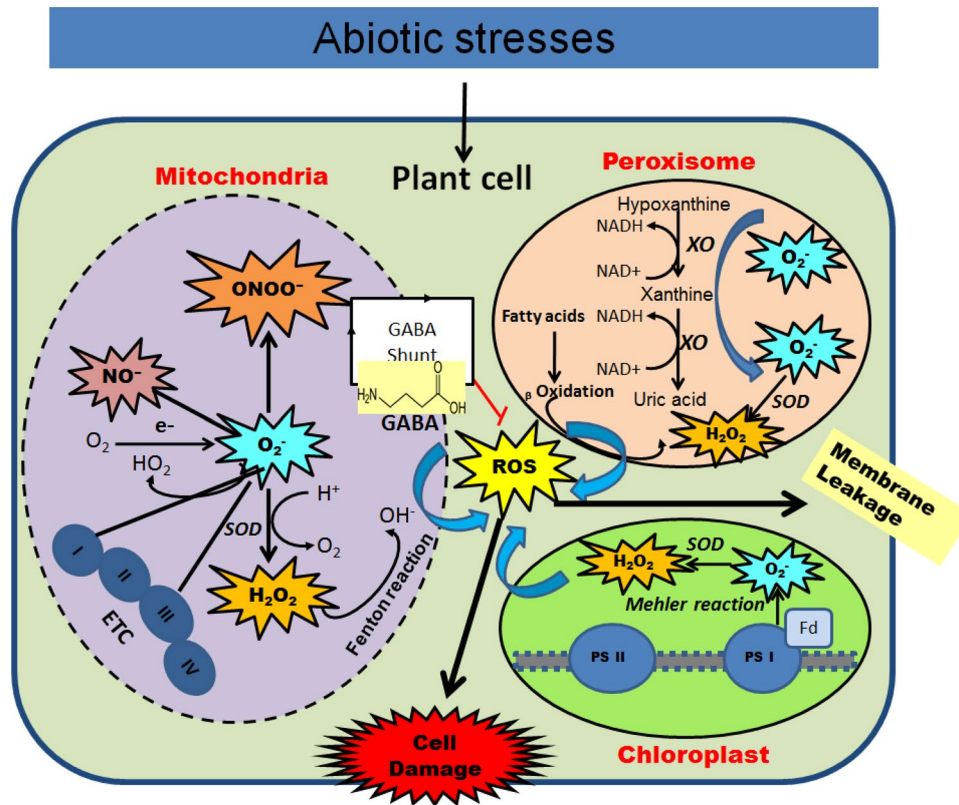 Abiotic stresses
Plant cell
Mitochondria
ONOO⁻
NO⁻
O₂
e-
O₂⁻
HO₂
H⁺
SOD
O₂
H₂O₂
OH⁻
Fenton reaction
I
II
III
IV
ETC
GABA
Shunt
H₂N
O
OH
GABA
ROS
Peroxisome
Hypoxanthine
NADH
XO
NAD+
Xanthine
NADH
XO
NAD+
Uric acid
Fatty acids
β Oxidation
O₂⁻
O₂⁻
SOD
H₂O₂
Membrane
Leakage
H₂O₂
SOD
O₂⁻
Mehler reaction
Fd
PS II
PS I
Chloroplast
Cell
Damage